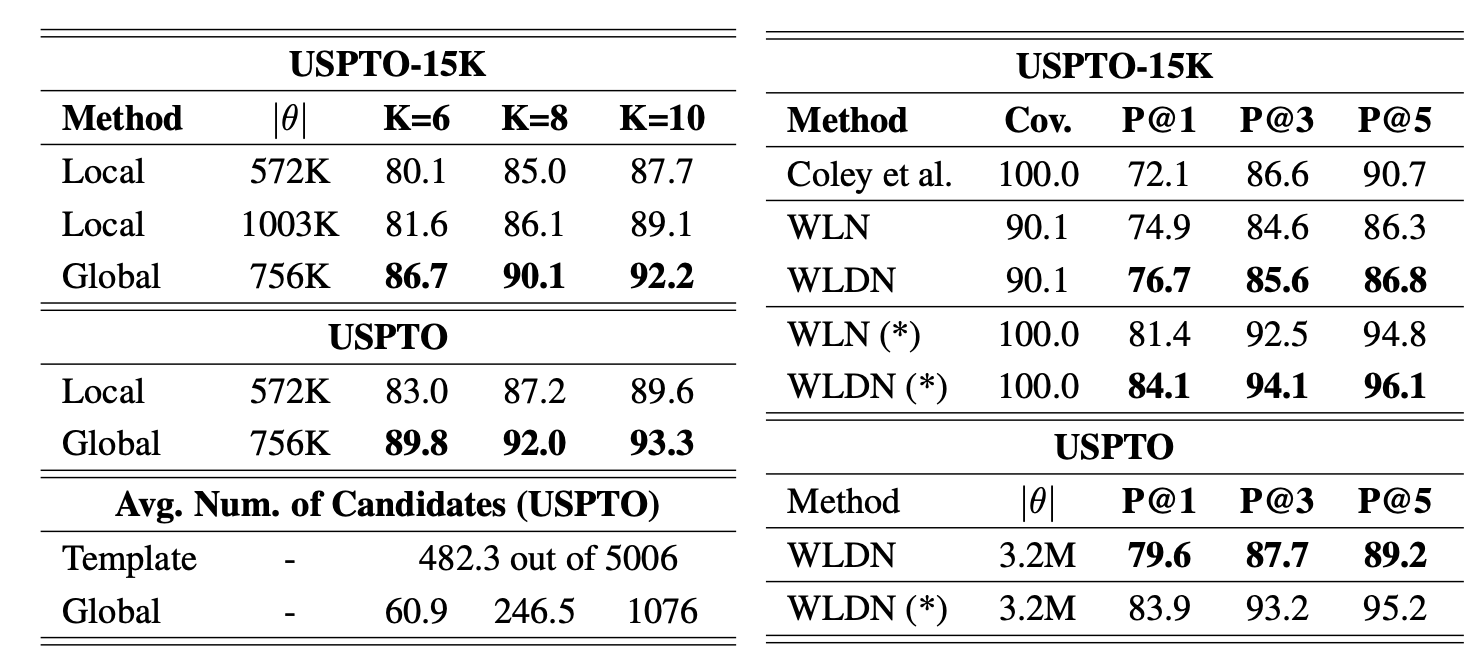 USPTO-15K
Method |θ| K=6 K=8 K=10
Local 572K 80.1 85.0 87.7
Local 1003K 81.6 86.1 89.1
Global 756K 86.7 90.1 92.2
USPTO
Local 572K 83.0 87.2 89.6
Global 756K 89.8 92.0 93.3
Avg. Num. of Candidates (USPTO)
Template - 482.3 out of 5006
Global - 60.9 246.5 1076
USPTO-15K
Method Cov. P@1 P@3 P@5
Coley et al. 100.0 72.1 86.6 90.7
WLN 90.1 74.9 84.6 86.3
WLDN 90.1 76.7 85.6 86.8
WLN (*) 100.0 81.4 92.5 94.8
WLDN (*) 100.0 84.1 94.1 96.1
USPTO
Method |θ| P@1 P@3 P@5
WLDN 3.2M 79.6 87.7 89.2
WLDN (*) 3.2M 83.9 93.2 95.2